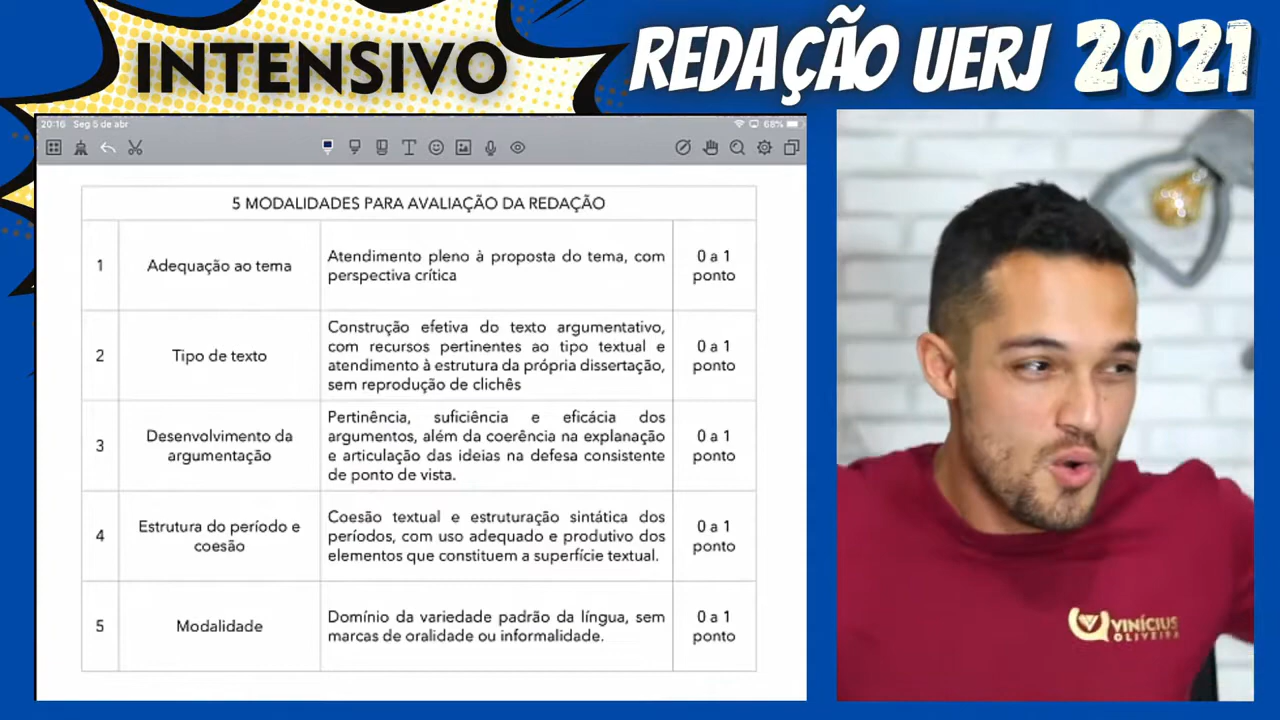 INTENSIVO
REDAÇÃO UERJ 2021
20:16 Seg 5 de abr
68%
5 MODALIDADES PARA AVALIAÇÃO DA REDAÇÃO
1
Adequação ao tema
Atendimento pleno à proposta do tema, com
perspectiva crítica
0 a 1
ponto
2
Tipo de texto
Construção efetiva do texto argumentativo,
com recursos pertinentes ao tipo textual e
atendimento à estrutura da própria dissertação,
sem reprodução de clichês
0 a 1
ponto
3
Desenvolvimento da
argumentação
Pertinência, suficiência e eficácia dos
argumentos, além da coerência na explanação
e articulação das ideias na defesa consistente
de ponto de vista.
0 a 1
ponto
4
Estrutura do período e
coesão
Coesão textual e estruturação sintática dos
períodos, com uso adequado e produtivo dos
elementos que constituem a superfície textual.
0 a 1
ponto
5
Modalidade
Domínio da variedade padrão da língua, sem
marcas de oralidade ou informalidade.
0 a 1
ponto
VINÍCIUS
OLIVEIRA